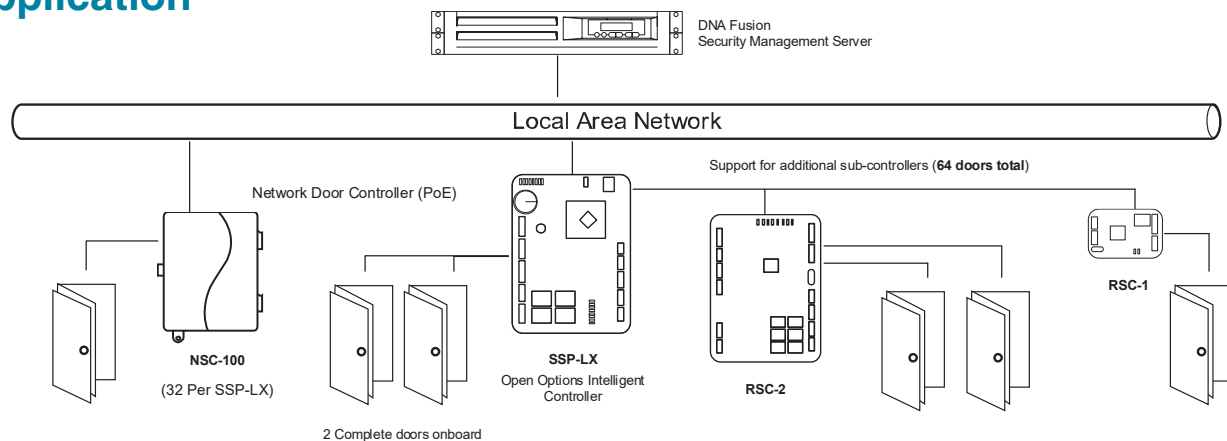 pplication
DNA Fusion
Security Management Server
Local Area Network
Support for additional sub-controllers (64 doors total)
Network Door Controller (PoE)
RSC-1
NSC-100
(32 Per SSP-LX)
SSP-LX
Open Options Intelligent
Controller
RSC-2
2 Complete doors onboard